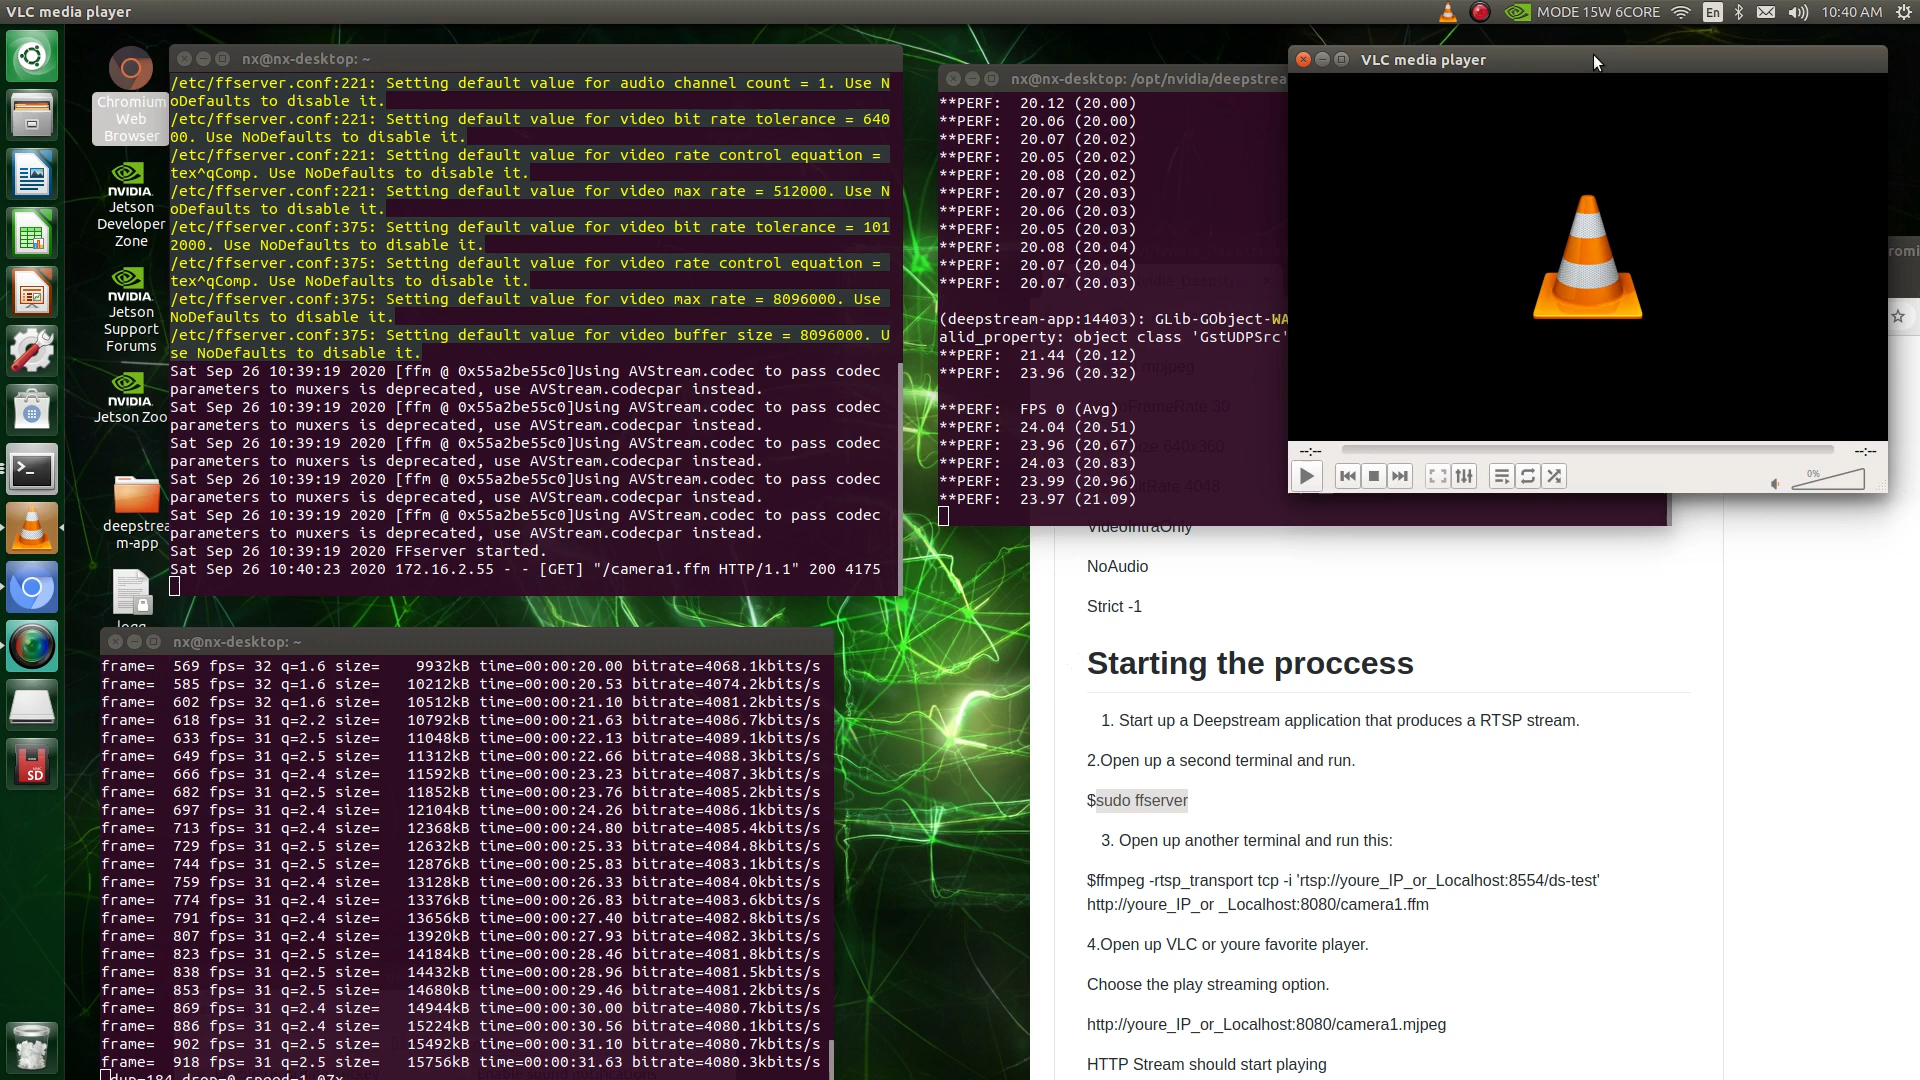 VLC media player
MODE 15W 6CORE
En
10:40 AM
Chromium
Web
Browser
NVIDIA.
Jetson
Developer
Zone
NVIDIA.
Jetson
Support
Forums
NVIDIA.
Jetson Zoo
deepstrea
m-app
SD
nx@nx-desktop: ~
/etc/ffserver.conf:221: Setting default value for audio channel count = 1. Use N
oDefaults to disable it.
/etc/ffserver.conf:221: Setting default value for video bit rate tolerance = 640
00. Use NoDefaults to disable it.
/etc/ffserver.conf:221: Setting default value for video rate control equation =
tex^qComp. Use NoDefaults to disable it.
/etc/ffserver.conf:221: Setting default value for video max rate = 512000. Use N
oDefaults to disable it.
/etc/ffserver.conf:375: Setting default value for video bit rate tolerance = 101
2000. Use NoDefaults to disable it.
/etc/ffserver.conf:375: Setting default value for video rate control equation =
tex^qComp. Use NoDefaults to disable it.
/etc/ffserver.conf:375: Setting default value for video max rate = 8096000. Use
NoDefaults to disable it.
/etc/ffserver.conf:375: Setting default value for video buffer size = 8096000. U
se NoDefaults to disable it.
Sat Sep 26 10:39:19 2020 [ffm @ 0x55a2be55c0]Using AVStream.codec to pass codec
parameters to muxers is deprecated, use AVStream.codecpar instead.
Sat Sep 26 10:39:19 2020 [ffm @ 0x55a2be55c0]Using AVStream.codec to pass codec
parameters to muxers is deprecated, use AVStream.codecpar instead.
Sat Sep 26 10:39:19 2020 [ffm @ 0x55a2be55c0]Using AVStream.codec to pass codec
parameters to muxers is deprecated, use AVStream.codecpar instead.
Sat Sep 26 10:39:19 2020 [ffm @ 0x55a2be55c0]Using AVStream.codec to pass codec
parameters to muxers is deprecated, use AVStream.codecpar instead.
Sat Sep 26 10:39:19 2020 [ffm @ 0x55a2be55c0]Using AVStream.codec to pass codec
parameters to muxers is deprecated, use AVStream.codecpar instead.
Sat Sep 26 10:39:19 2020 FFserver started.
Sat Sep 26 10:40:23 2020 172.16.2.55 - - [GET] "/camera1.ffm HTTP/1.1" 200 4175
nx@nx-desktop: /opt/nvidia/deepstrea
**PERF:  20.12 (20.00)
**PERF:  20.06 (20.00)
**PERF:  20.07 (20.02)
**PERF:  20.05 (20.02)
**PERF:  20.08 (20.02)
**PERF:  20.07 (20.03)
**PERF:  20.06 (20.03)
**PERF:  20.05 (20.03)
**PERF:  20.08 (20.04)
**PERF:  20.07 (20.04)
**PERF:  20.07 (20.03)
(deepstream-app:14403): GLib-GObject-WA
alid_property: object class 'GstUDPSrc'
**PERF:  21.44 (20.12)
**PERF:  23.96 (20.32)
**PERF:  FPS 0 (Avg)
**PERF:  24.04 (20.51)
**PERF:  23.96 (20.67)
**PERF:  24.03 (20.83)
**PERF:  23.99 (20.96)
**PERF:  23.97 (21.09)
VLC media player
--:--
--:--
0%
nx@nx-desktop: ~
frame=  569 fps= 32 q=1.6 size=    9932kB time=00:00:20.00 bitrate=4068.1kbits/s
frame=  585 fps= 32 q=1.6 size=   10212kB time=00:00:20.53 bitrate=4074.2kbits/s
frame=  602 fps= 32 q=1.6 size=   10512kB time=00:00:21.10 bitrate=4081.2kbits/s
frame=  618 fps= 31 q=2.2 size=   10792kB time=00:00:21.63 bitrate=4086.7kbits/s
frame=  633 fps= 31 q=2.5 size=   11048kB time=00:00:22.13 bitrate=4089.1kbits/s
frame=  649 fps= 31 q=2.5 size=   11312kB time=00:00:22.66 bitrate=4088.3kbits/s
frame=  666 fps= 31 q=2.4 size=   11592kB time=00:00:23.23 bitrate=4087.3kbits/s
frame=  682 fps= 31 q=2.5 size=   11852kB time=00:00:23.76 bitrate=4085.2kbits/s
frame=  697 fps= 31 q=2.4 size=   12104kB time=00:00:24.26 bitrate=4086.1kbits/s
frame=  713 fps= 31 q=2.4 size=   12368kB time=00:00:24.80 bitrate=4085.4kbits/s
frame=  729 fps= 31 q=2.5 size=   12632kB time=00:00:25.33 bitrate=4084.8kbits/s
frame=  744 fps= 31 q=2.5 size=   12876kB time=00:00:25.83 bitrate=4083.1kbits/s
frame=  759 fps= 31 q=2.4 size=   13128kB time=00:00:26.33 bitrate=4084.0kbits/s
frame=  774 fps= 31 q=2.4 size=   13376kB time=00:00:26.83 bitrate=4083.6kbits/s
frame=  791 fps= 31 q=2.4 size=   13656kB time=00:00:27.40 bitrate=4082.8kbits/s
frame=  807 fps= 31 q=2.4 size=   13920kB time=00:00:27.93 bitrate=4082.3kbits/s
frame=  823 fps= 31 q=2.5 size=   14184kB time=00:00:28.46 bitrate=4081.8kbits/s
frame=  838 fps= 31 q=2.5 size=   14432kB time=00:00:28.96 bitrate=4081.5kbits/s
frame=  853 fps= 31 q=2.5 size=   14680kB time=00:00:29.46 bitrate=4081.2kbits/s
frame=  869 fps= 31 q=2.4 size=   14944kB time=00:00:30.00 bitrate=4080.7kbits/s
frame=  886 fps= 31 q=2.4 size=   15224kB time=00:00:30.56 bitrate=4080.1kbits/s
frame=  902 fps= 31 q=2.5 size=   15492kB time=00:00:31.10 bitrate=4080.7kbits/s
frame=  918 fps= 31 q=2.5 size=   15756kB time=00:00:31.63 bitrate=4080.3kbits/s
VideoIntraOnly
NoAudio
Strict -1
Starting the proccess
1. Start up a Deepstream application that produces a RTSP stream.
2.Open up a second terminal and run.
$sudo ffserver
3. Open up another terminal and run this:
$ffmpeg -rtsp_transport tcp -i 'rtsp://youre_IP_or_Localhost:8554/ds-test'
http://youre_IP_or _Localhost:8080/camera1.ffm
4.Open up VLC or youre favorite player.
Choose the play streaming option.
http://youre_IP_or_Localhost:8080/camera1.mjpeg
HTTP Stream should start playing